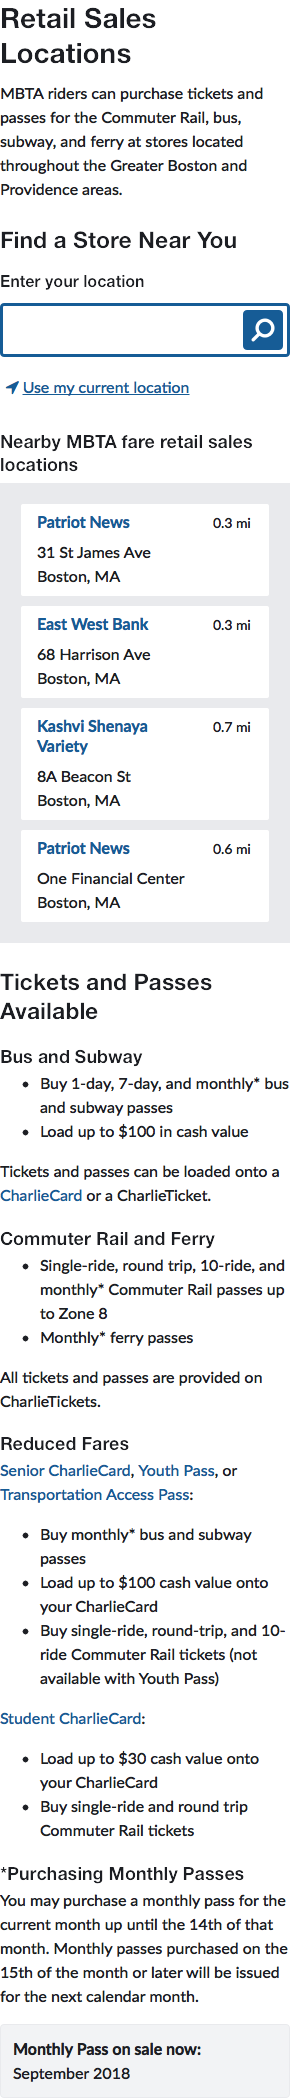 Retail Sales
Locations
MBTA riders can purchase tickets and
passes for the Commuter Rail, bus,
subway, and ferry at stores located
throughout the Greater Boston and
Providence areas.
Find a Store Near You
Enter your location
Use my current location
Nearby MBTA fare retail sales
locations
Patriot News 0.3 mi
31 St James Ave
Boston, MA
East West Bank 0.3 mi
68 Harrison Ave
Boston, MA
Kashvi Shenaya 0.7 mi
Variety
8A Beacon St
Boston, MA
Patriot News 0.6 mi
One Financial Center
Boston, MA
Tickets and Passes
Available
Bus and Subway
• Buy 1-day, 7-day, and monthly* bus
and subway passes
• Load up to $100 in cash value
Tickets and passes can be loaded onto a
CharlieCard or a CharlieTicket.
Commuter Rail and Ferry
• Single-ride, round trip, 10-ride, and
monthly* Commuter Rail passes up
to Zone 8
• Monthly* ferry passes
All tickets and passes are provided on
CharlieTickets.
Reduced Fares
Senior CharlieCard, Youth Pass, or
Transportation Access Pass:
• Buy monthly* bus and subway
passes
• Load up to $100 cash value onto
your CharlieCard
• Buy single-ride, round-trip, and 10-
ride Commuter Rail tickets (not
available with Youth Pass)
Student CharlieCard:
• Load up to $30 cash value onto
your CharlieCard
• Buy single-ride and round trip
Commuter Rail tickets
*Purchasing Monthly Passes
You may purchase a monthly pass for the
current month up until the 14th of that
month. Monthly passes purchased on the
15th of the month or later will be issued
for the next calendar month.
Monthly Pass on sale now:
September 2018